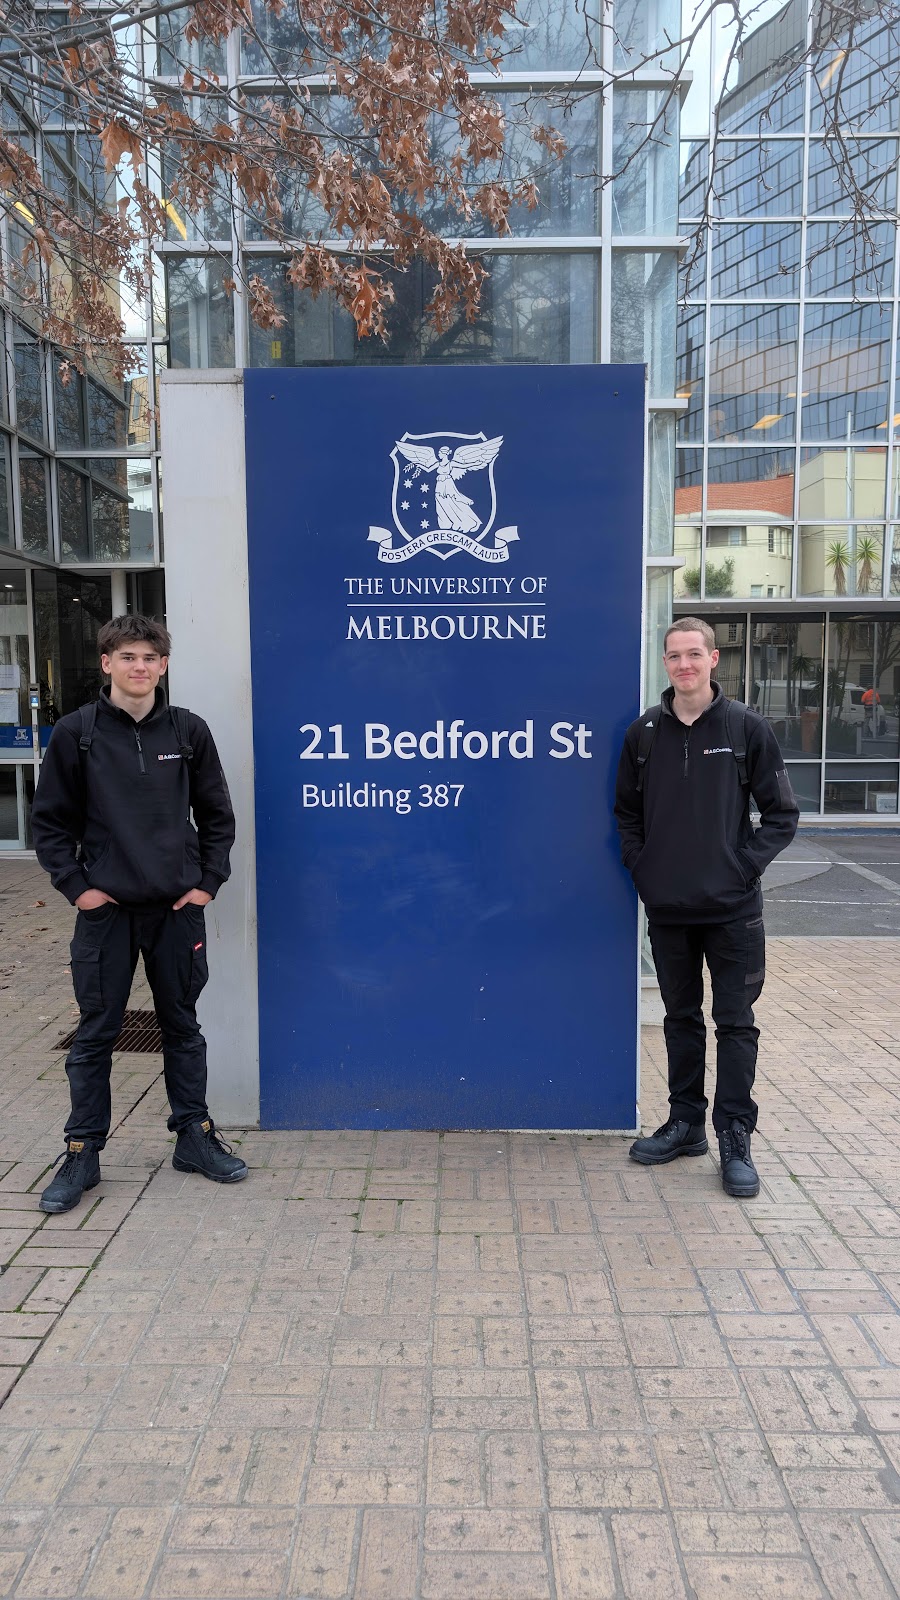 POSTERA CRESCAM LAUDE
THE UNIVERSITY OF
MELBOURNE
21 Bedford St
Building 387